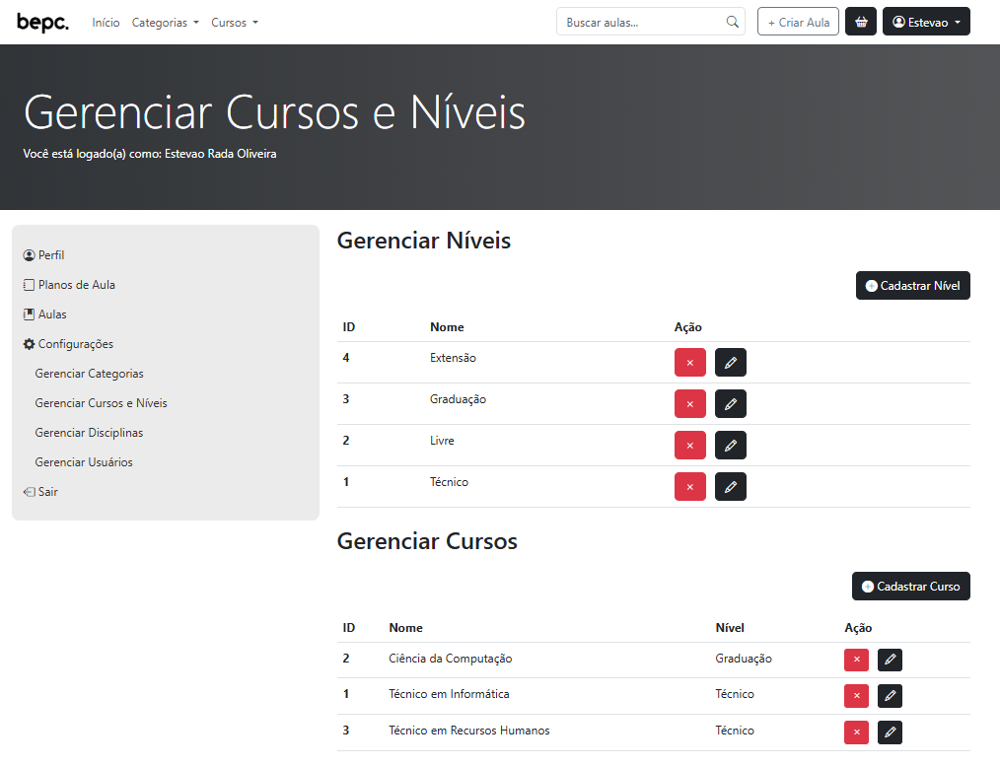 bepc. Início Categorias Cursos Buscar aulas... + Criar Aula Estevao
Gerenciar Cursos e Níveis
Você está logado(a) como: Estevao Rada Oliveira
Perfil
Planos de Aula
Aulas
Configurações
Gerenciar Categorias
Gerenciar Cursos e Níveis
Gerenciar Disciplinas
Gerenciar Usuários
Sair
Gerenciar Níveis
Cadastrar Nível
ID Nome Ação
4 Extensão
3 Graduação
2 Livre
1 Técnico
Gerenciar Cursos
Cadastrar Curso
ID Nome Nível Ação
2 Ciência da Computação Graduação
1 Técnico em Informática Técnico
3 Técnico em Recursos Humanos Técnico